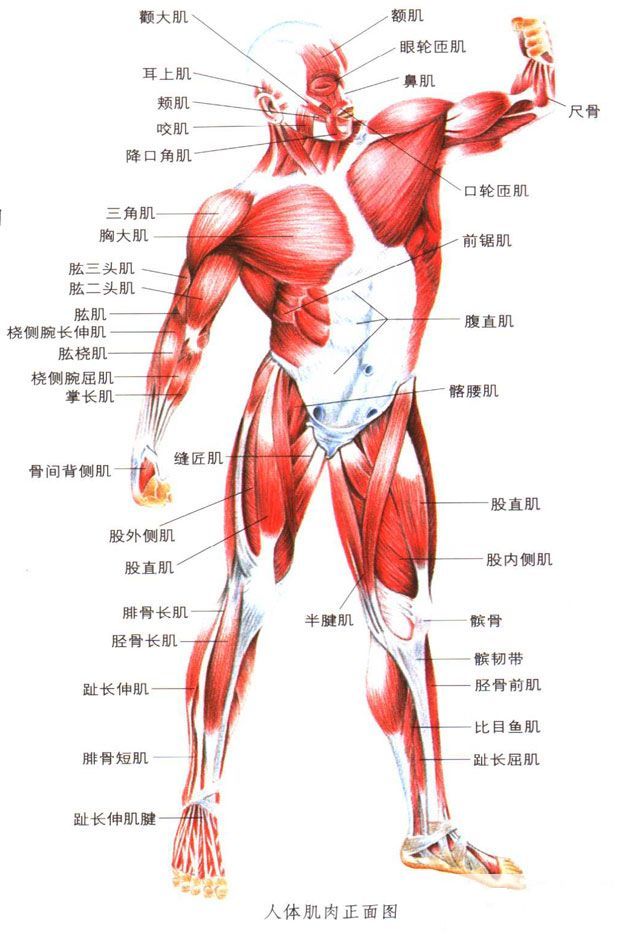 颧大肌
额肌
眼轮匝肌
耳上肌
鼻肌
颊肌
尺骨
咬肌
降口角肌
口轮匝肌
三角肌
胸大肌
前锯肌
肱三头肌
肱二头肌
肱肌
腹直肌
桡侧腕长伸肌
肱桡肌
桡侧腕屈肌
髂腰肌
掌长肌
缝匠肌
骨间背侧肌
股直肌
股外侧肌
股内侧肌
股直肌
腓骨长肌
半腱肌
髌骨
胫骨长肌
髌韧带
趾长伸肌
胫骨前肌
比目鱼肌
腓骨短肌
趾长屈肌
趾长伸肌腱
人体肌肉正面图